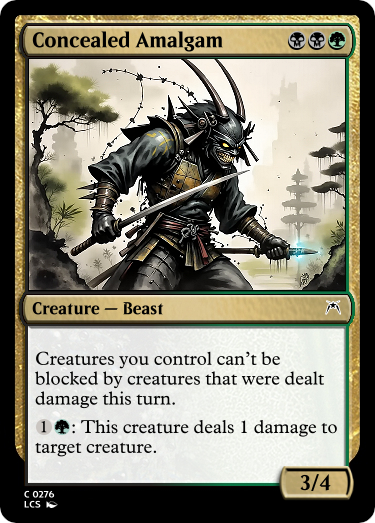 Concealed Amalgam
Creature — Beast
Creatures you control can't be
blocked by creatures that were dealt
damage this turn.
1 : This creature deals 1 damage to
target creature.
3/4
C 0276
LCS